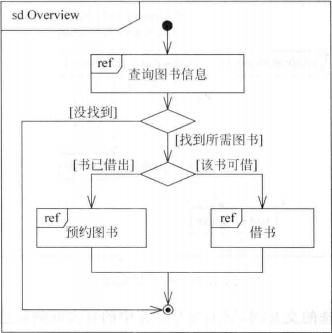 sd Overview
ref
查询图书信息
[没找到]
[找到所需图书]
[书已借出]
[该书可借]
ref
预约图书
ref
借书